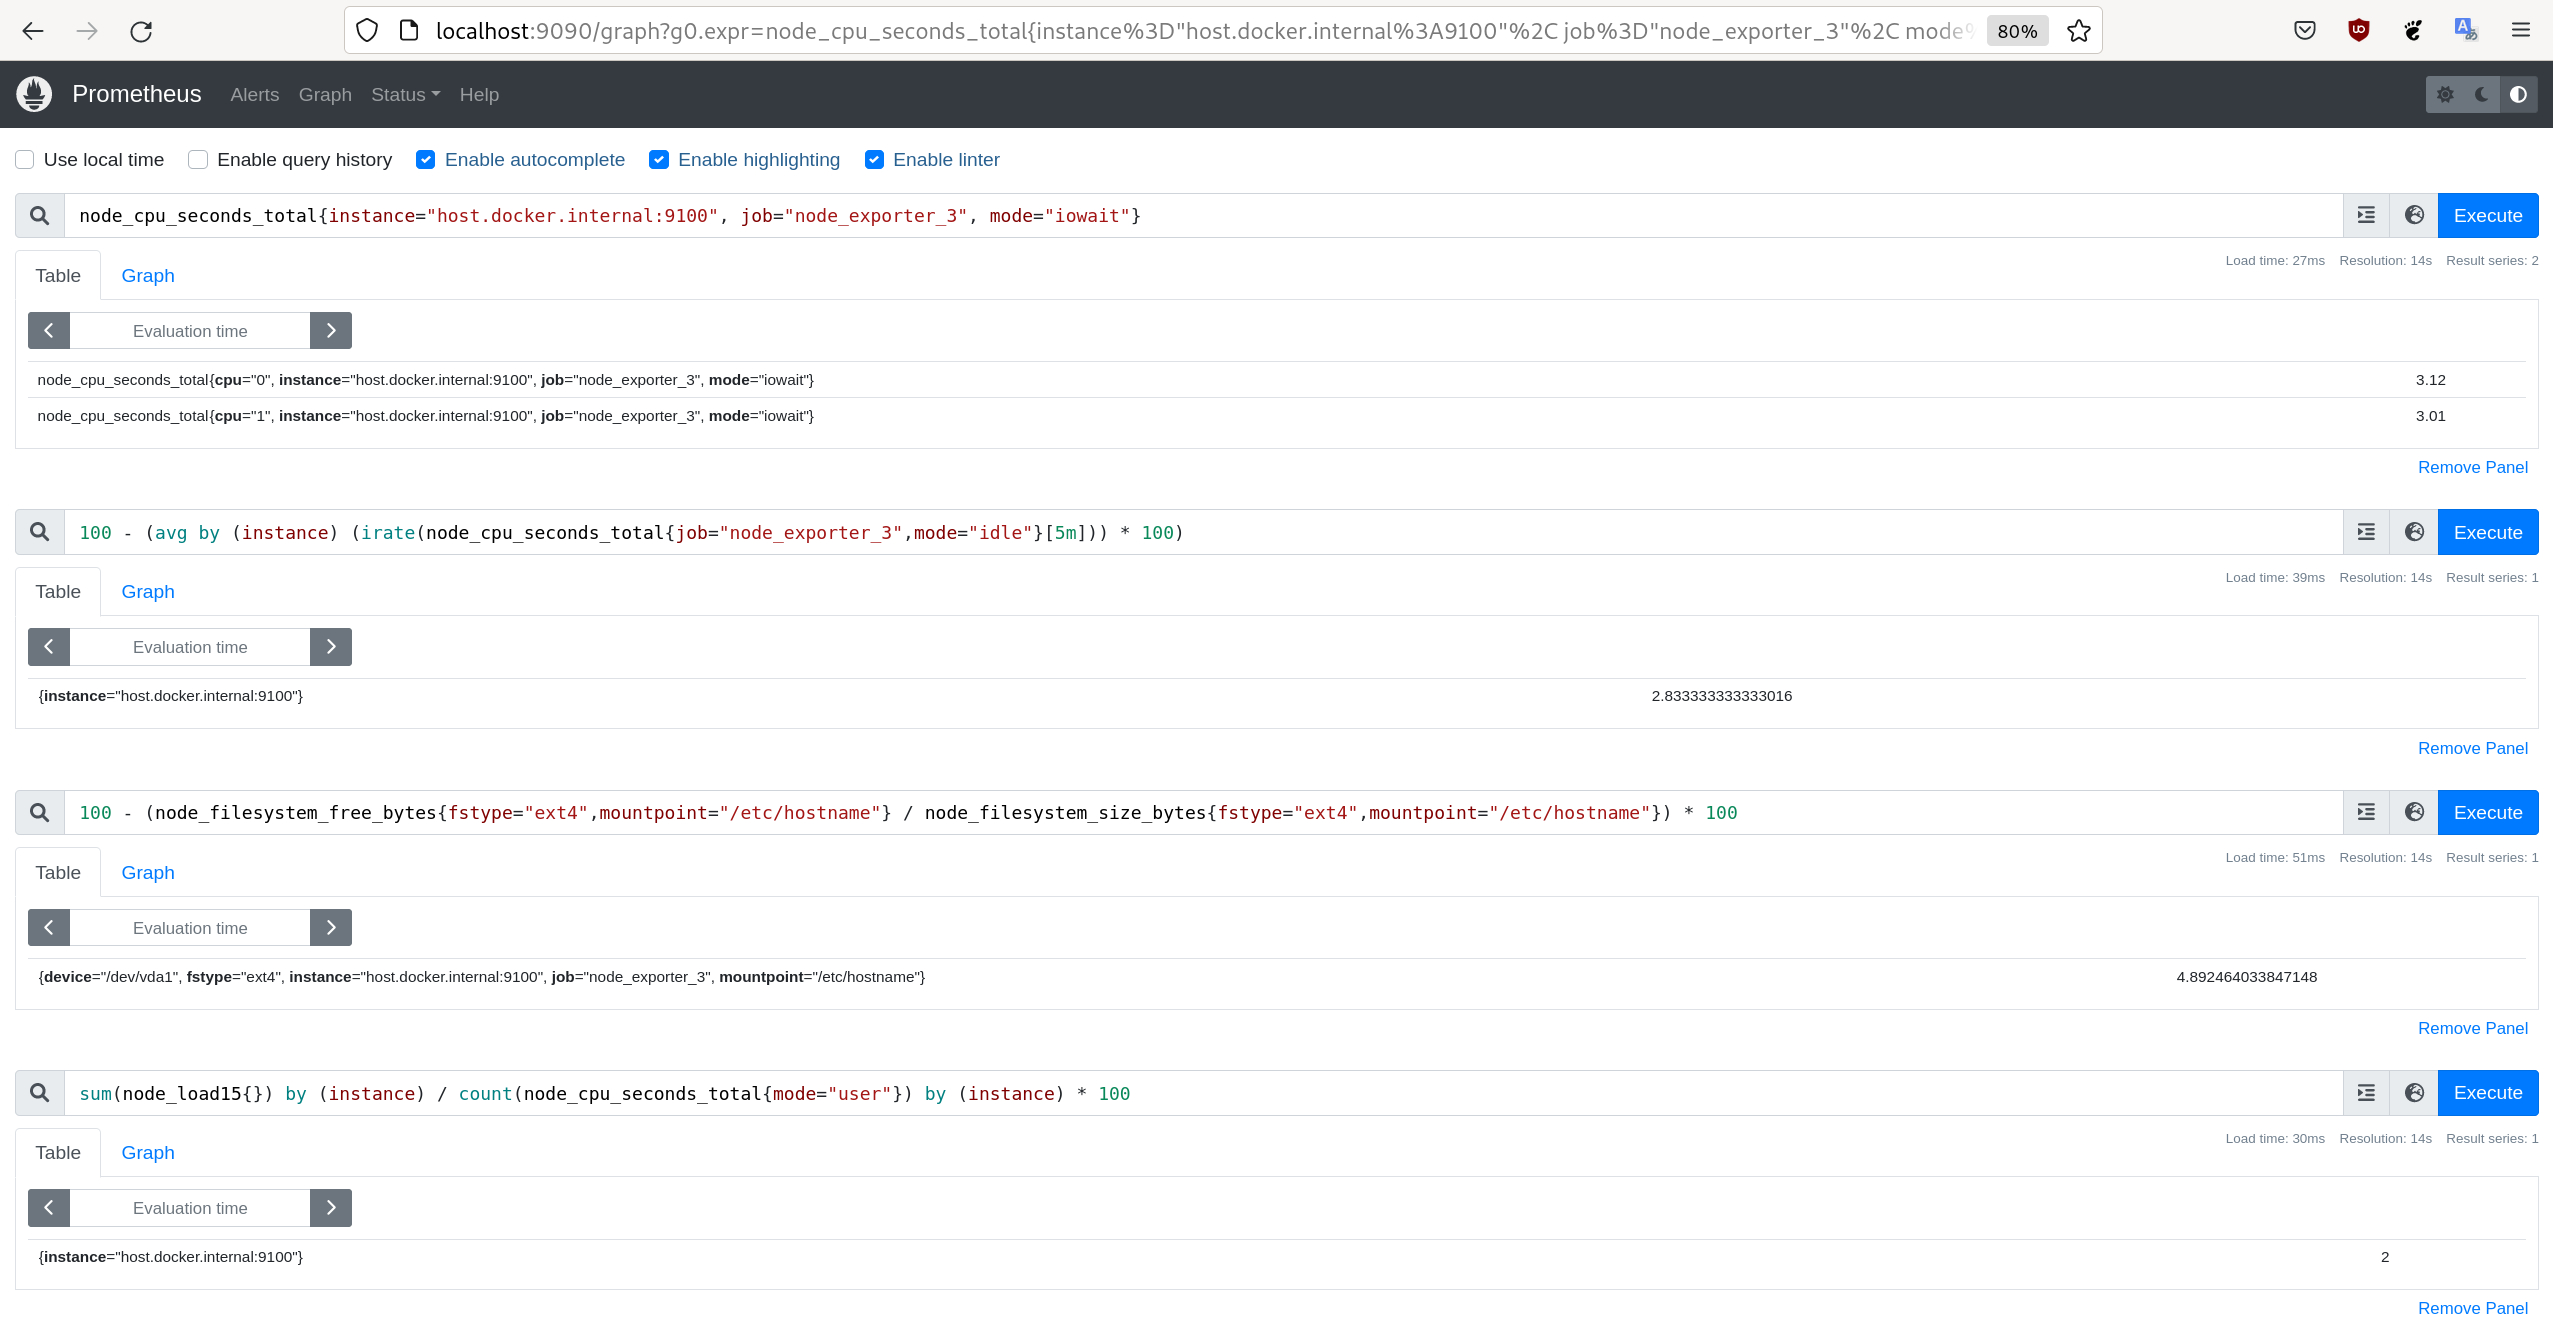 localhost:9090/graph?g0.expr=node_cpu_seconds_total{instance%3D"host.docker.internal%3A9100"%2C job%3D"node_exporter_3"%2C mode% 80%
Prometheus Alerts Graph Status Help
Use local time Enable query history Enable autocomplete Enable highlighting Enable linter
node_cpu_seconds_total{instance="host.docker.internal:9100", job="node_exporter_3", mode="iowait"} Execute
Table Graph Load time: 27ms Resolution: 14s Result series: 2
Evaluation time
node_cpu_seconds_total{cpu="0", instance="host.docker.internal:9100", job="node_exporter_3", mode="iowait"} 3.12
node_cpu_seconds_total{cpu="1", instance="host.docker.internal:9100", job="node_exporter_3", mode="iowait"} 3.01
Remove Panel
100 - (avg by (instance) (irate(node_cpu_seconds_total{job="node_exporter_3",mode="idle"}[5m])) * 100) Execute
Table Graph Load time: 39ms Resolution: 14s Result series: 1
Evaluation time
{instance="host.docker.internal:9100"} 2.833333333333016
Remove Panel
100 - (node_filesystem_free_bytes{fstype="ext4",mountpoint="/etc/hostname"} / node_filesystem_size_bytes{fstype="ext4",mountpoint="/etc/hostname"}) * 100 Execute
Table Graph Load time: 51ms Resolution: 14s Result series: 1
Evaluation time
{device="/dev/vda1", fstype="ext4", instance="host.docker.internal:9100", job="node_exporter_3", mountpoint="/etc/hostname"} 4.892464033847148
Remove Panel
sum(node_load15{}) by (instance) / count(node_cpu_seconds_total{mode="user"}) by (instance) * 100 Execute
Table Graph Load time: 30ms Resolution: 14s Result series: 1
Evaluation time
{instance="host.docker.internal:9100"} 2
Remove Panel